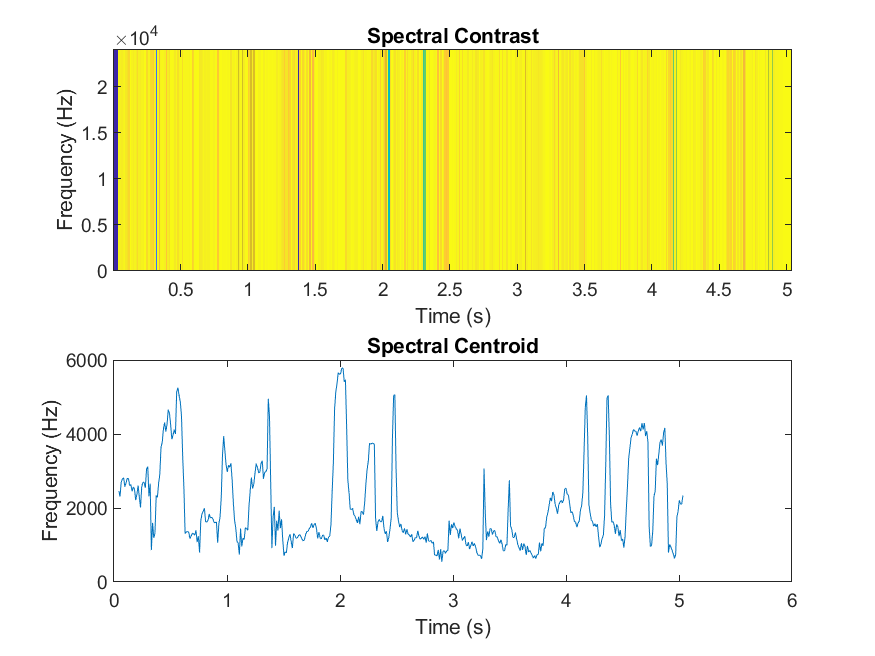 Spectral Contrast
×10^4
2
1.5
1
0.5
0
Frequency (Hz)
0.5 1 1.5 2 2.5 3 3.5 4 4.5 5
Time (s)
Spectral Centroid
6000
4000
2000
0
Frequency (Hz)
0 1 2 3 4 5 6
Time (s)